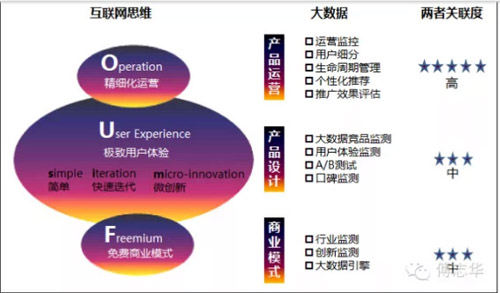 互联网思维
大数据
两者关联度
Operation
精细化运营
产品运营
运营监控
用户细分
生命周期管理
个性化推荐
推广效果评估
高
User Experience
极致用户体验
simple iteration micro-innovation
简单 快速迭代 微创新
产品设计
大数据竞品监测
用户体验监测
A/B测试
口碑监测
中
Freemium
免费商业模式
商业模式
行业监测
创新监测
大数据引擎
中
傅志华